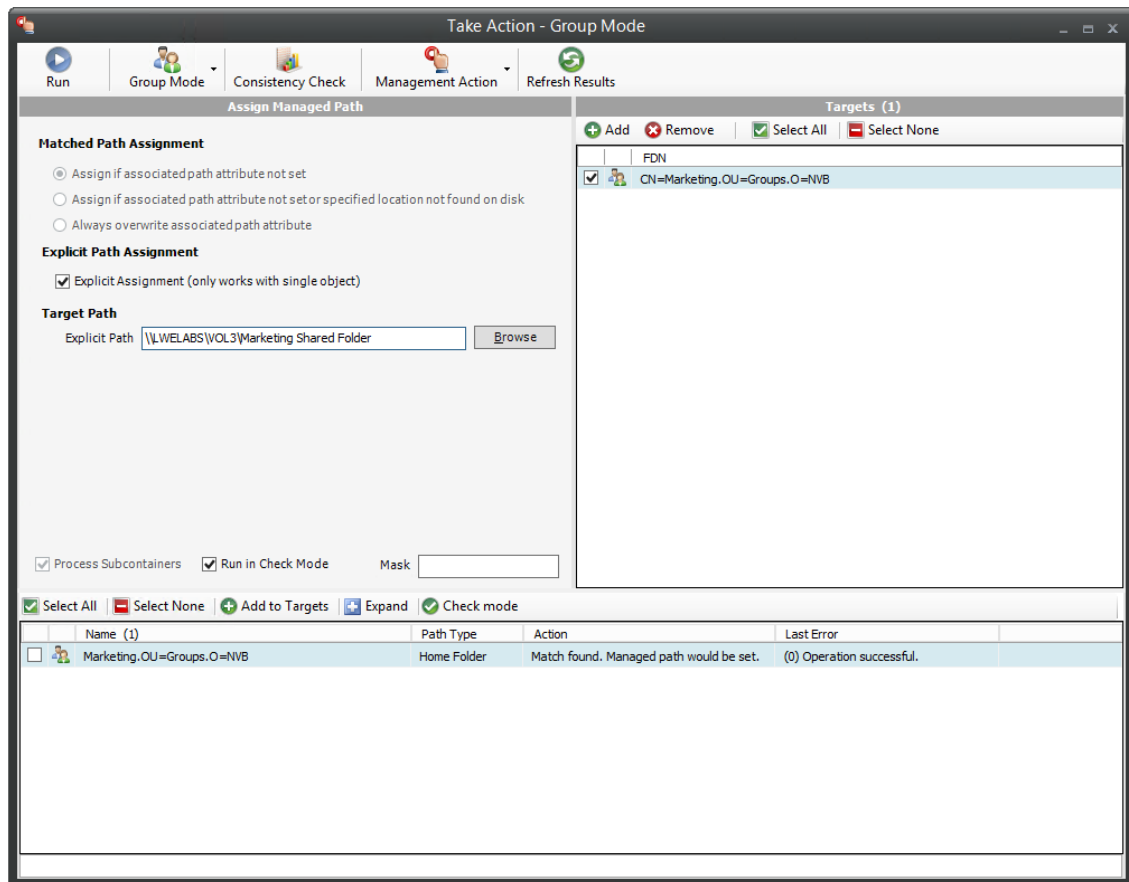 Take Action - Group Mode
Run Group Mode Consistency Check Management Action Refresh Results
Assign Managed Path
Matched Path Assignment
Assign if associated path attribute not set
Assign if associated path attribute not set or specified location not found on disk
Always overwrite associated path attribute
Explicit Path Assignment
Explicit Assignment (only works with single object)
Target Path
Explicit Path \\LWELABS\VOL3\Marketing Shared Folder Browse
Process Subcontainers Run in Check Mode Mask
Targets (1)
Add Remove Select All Select None
FDN
CN=Marketing.OU=Groups.O=NVB
Select All Select None Add to Targets Expand Check mode
Name (1) Path Type Action Last Error
Marketing.OU=Groups.O=NVB Home Folder Match found. Managed path would be set. (0) Operation successful.